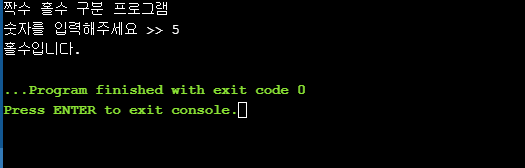 짝수 홀수 구분 프로그램
숫자를 입력해주세요 >> 5
홀수입니다.
...Program finished with exit code 0
Press ENTER to exit console.